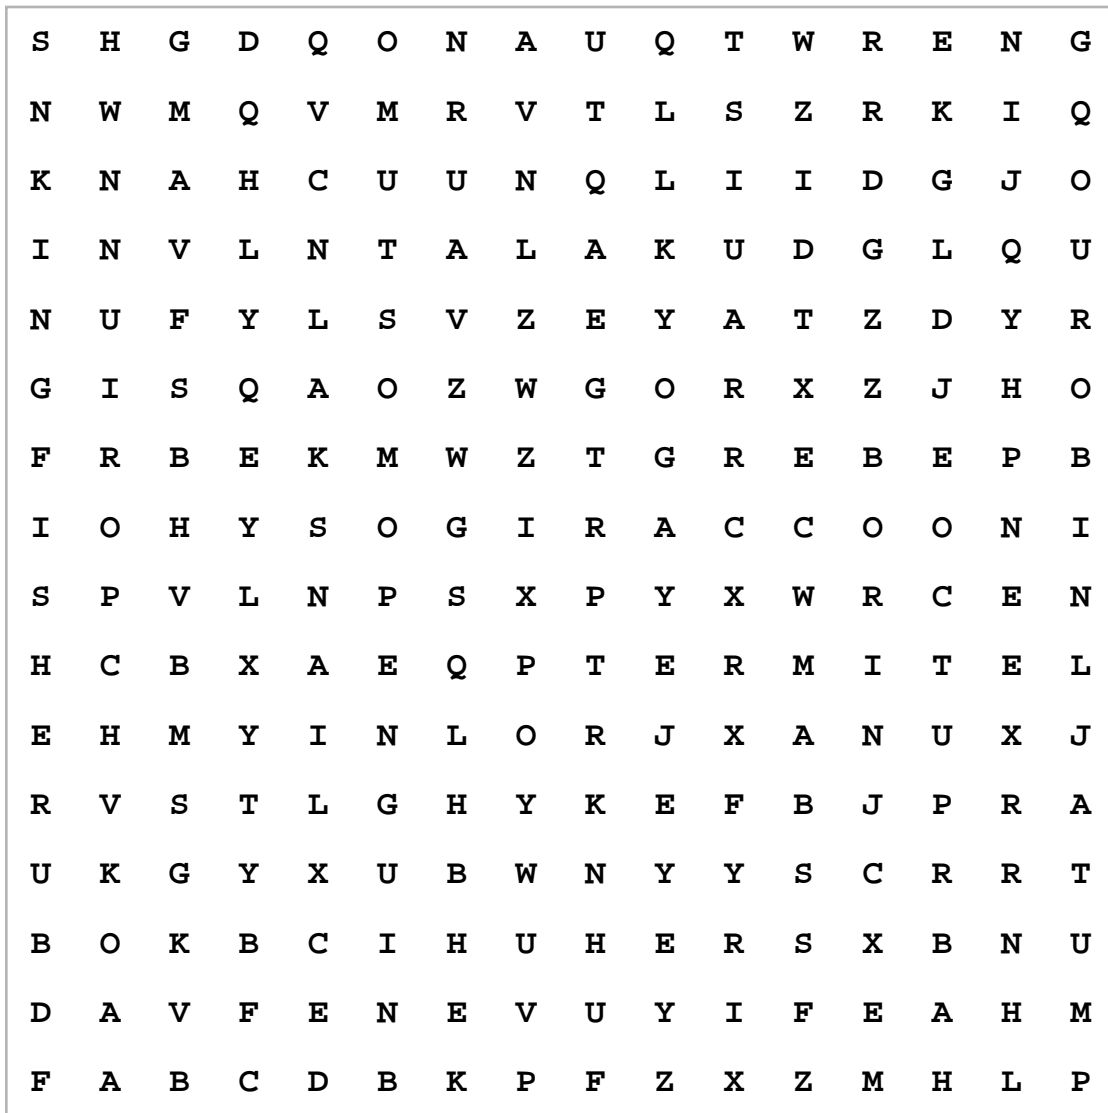 S H G D Q O N A U Q T W R E N G
N W M Q V M R V T L S Z R K I Q
K N A H C U U N Q L I I D G J O
I N V L N T A L A K U D G L Q U
N U F Y L S V Z E Y A T Z D Y R
G I S Q A O Z W G O R X Z J H O
F R B E K M W Z T G R E B E P B
I O H Y S O G I R A C C O O N I
S P V L N P S X P Y X W R C E N
H C B X A E Q P T E R M I T E L
E H M Y I N L O R J X A N U X J
R V S T L G H Y K E F B J P R A
U K G Y X U B W N Y Y S C R R T
B O K B C I H U H E R S X B N U
D A V F E N E V U Y I F E A H M
F A B C D B K P F Z X Z M H L P